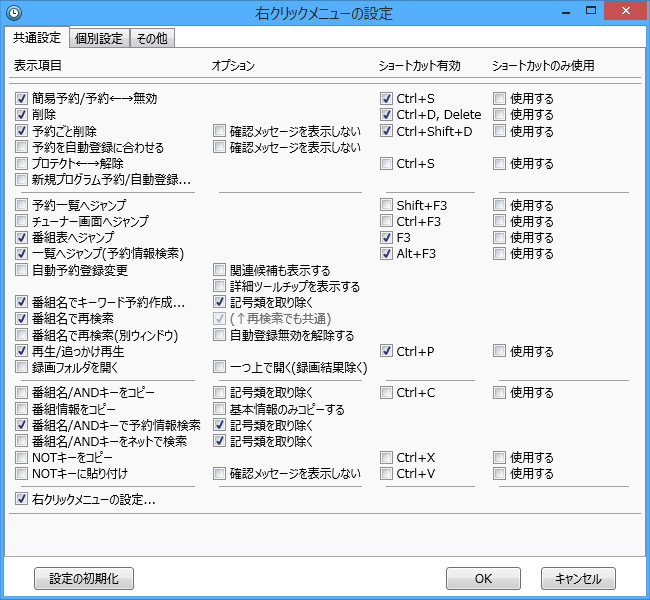 右クリックメニューの設定
共通設定 個別設定 その他
表示項目 オプション ショートカット有効 ショートカットのみ使用
簡易予約/予約←→無効 Ctrl+S 使用する
削除 Ctrl+D, Delete 使用する
予約ごと削除 確認メッセージを表示しない Ctrl+Shift+D 使用する
予約を自動登録に合わせる 確認メッセージを表示しない
プロテクト←→解除 Ctrl+S 使用する
新規プログラム予約/自動登録...
予約一覧へジャンプ Shift+F3 使用する
チューナー画面へジャンプ Ctrl+F3 使用する
番組表へジャンプ F3 使用する
一覧へジャンプ(予約情報検索) Alt+F3 使用する
自動予約登録変更 関連候補も表示する
詳細ツールチップを表示する
番組名でキーワード予約作成... 記号類を取り除く
番組名で再検索 (↑再検索でも共通)
番組名で再検索(別ウィンドウ) 自動登録無効を解除する
再生/追っかけ再生 Ctrl+P 使用する
録画フォルダを開く 一つ上で開く(録画結果除く)
番組名/ANDキーをコピー 記号類を取り除く Ctrl+C 使用する
番組情報をコピー 基本情報のみコピーする
番組名/ANDキーで予約情報検索 記号類を取り除く
番組名/ANDキーをネットで検索 記号類を取り除く
NOTキーをコピー Ctrl+X 使用する
NOTキーに貼り付け 確認メッセージを表示しない Ctrl+V 使用する
右クリックメニューの設定...
設定の初期化 OK キャンセル